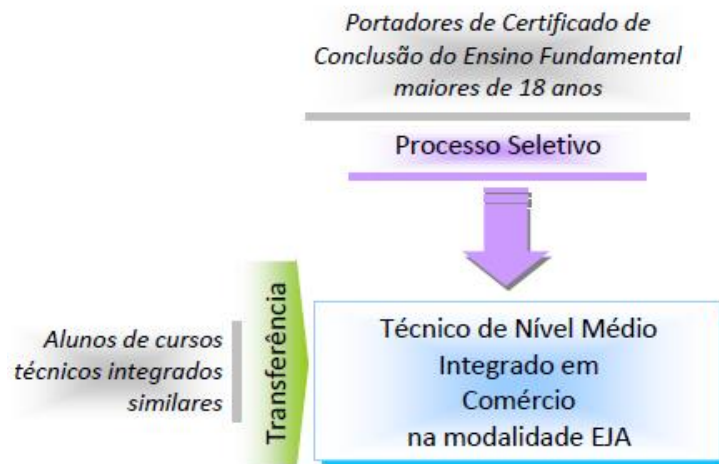 Portadores de Certificado de
Conclusão do Ensino Fundamental
maiores de 18 anos
Processo Seletivo
Alunos de cursos
técnicos integrados
similares
Transferência
Técnico de Nível Médio
Integrado em
Comércio
na modalidade EJA